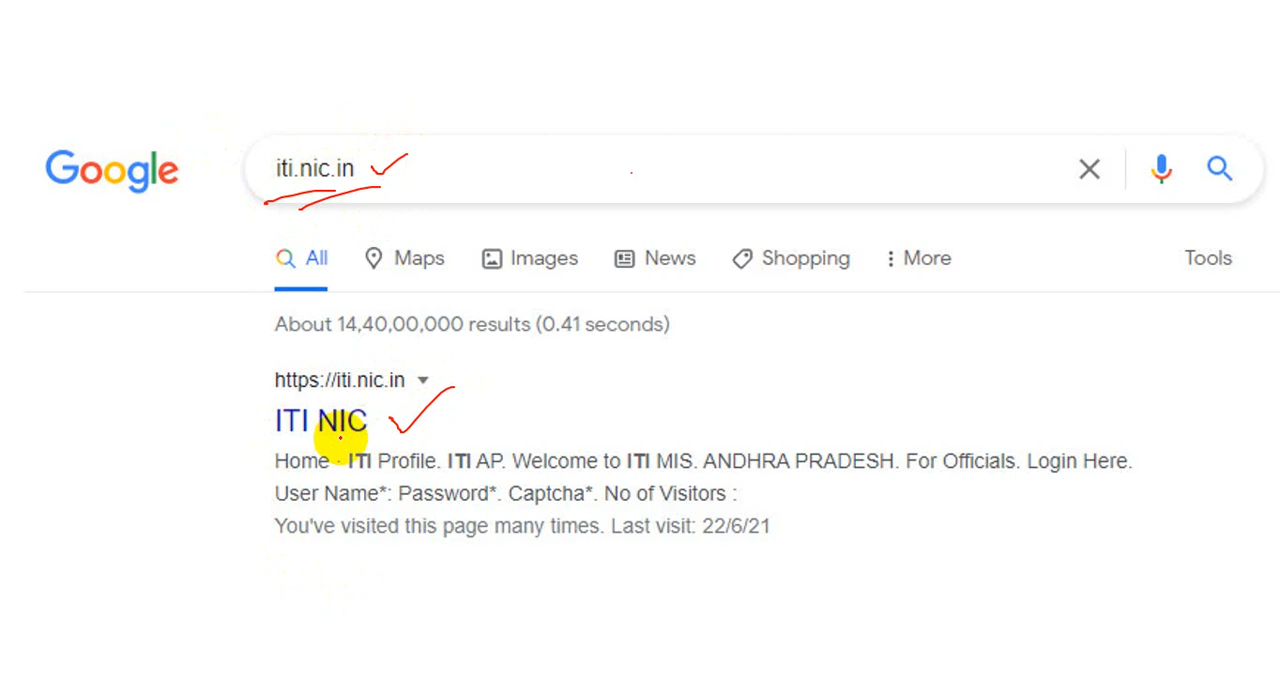 Google
iti.nic.in
All Maps Images News Shopping More Tools
About 14,40,00,000 results (0.41 seconds)
https://iti.nic.in
ITI NIC
Home · ITI Profile. ITI AP. Welcome to ITI MIS. ANDHRA PRADESH. For Officials. Login Here.
User Name*: Password*. Captcha*. No of Visitors :
You've visited this page many times. Last visit: 22/6/21